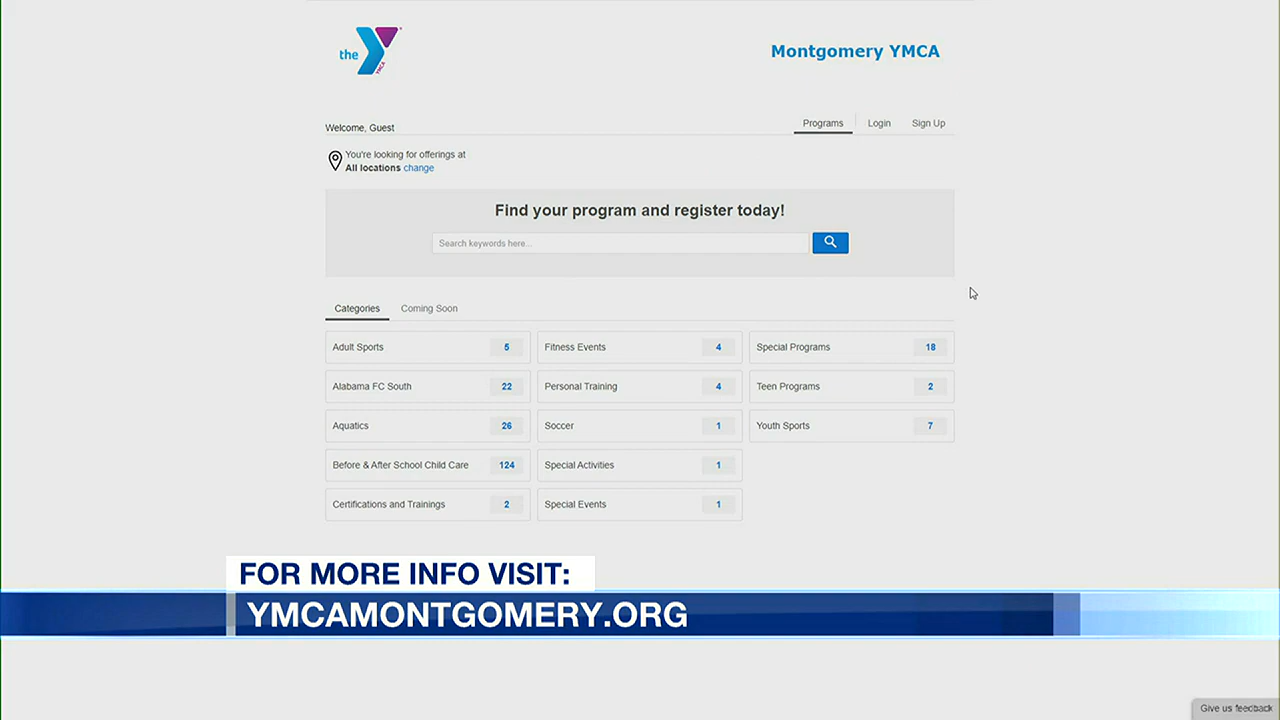 the
YMCA
Montgomery YMCA
Welcome, Guest
Programs
Login
Sign Up
You're looking for offerings at
All locations change
Find your program and register today!
Search keywords here...
Categories
Coming Soon
Adult Sports 5
Fitness Events 4
Special Programs 18
Alabama FC South 22
Personal Training 4
Teen Programs 2
Aquatics 26
Soccer 1
Youth Sports 7
Before & After School Child Care 124
Special Activities 1
Certifications and Trainings 2
Special Events 1
FOR MORE INFO VISIT:
YMCAMONTGOMERY.ORG
Give us feedback